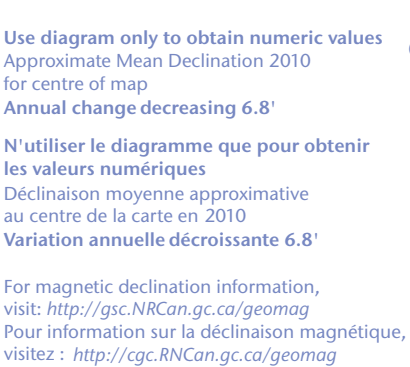 Use diagram only to obtain numeric values
Approximate Mean Declination 2010
for centre of map
Annual change decreasing 6.8'
N'utiliser le diagramme que pour obtenir
les valeurs numériques
Déclinaison moyenne approximative
au centre de la carte en 2010
Variation annuelle décroissante 6.8'
For magnetic declination information,
visit: http://gsc.NRCan.gc.ca/geomag
Pour information sur la déclinaison magnétique,
visitez : http://cgc.RNCan.gc.ca/geomag